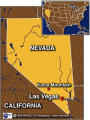 NEVADA
Yucca Mountain
Las Vegas
CALIFORNIA